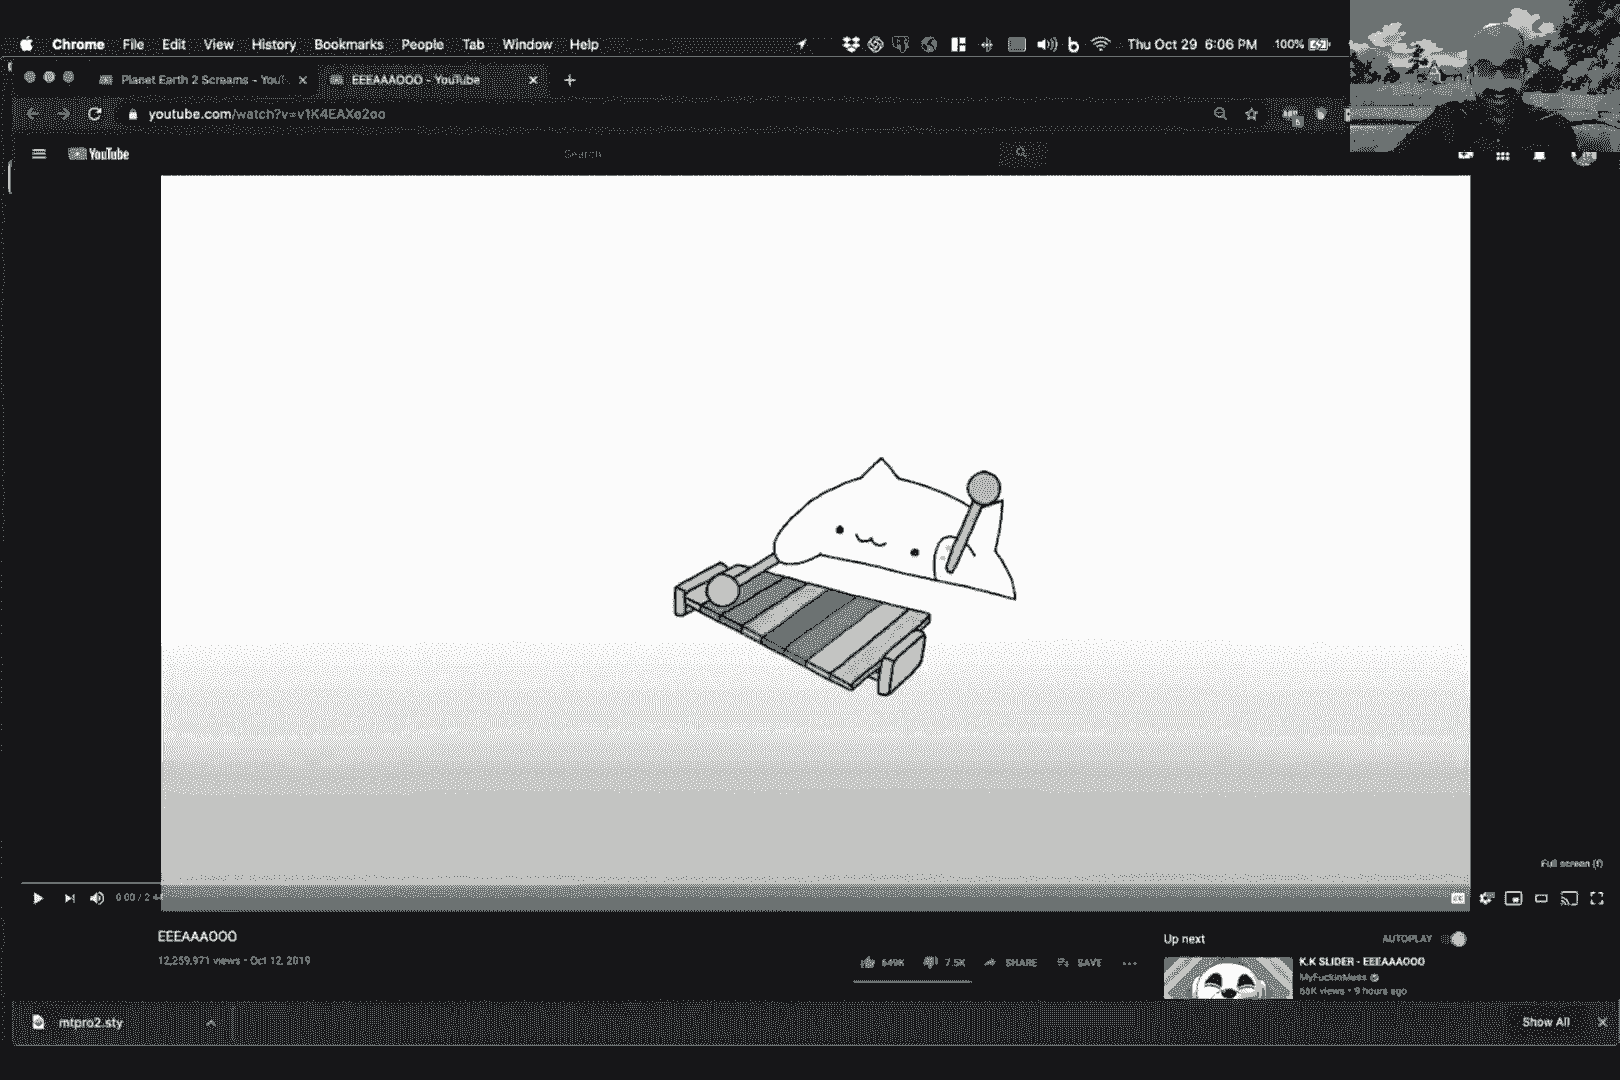 Chrome File Edit View History Bookmarks People Tab Window Help Thu Oct 29 6:06 PM 100%
Planet Earth 2 Screams - YouT EEEAAAOOO - YouTube
youtube.com/watch?v=v1K4EAXe2oo
YouTube Search
Full screen (f)
0:00 / 2:44
EEEAAAOOO
12,259,971 views • Oct 12, 2019
649K 7.5K SHARE SAVE
Up next AUTOPLAY
K.K SLIDER - EEEAAAOOO
MyFuckinMess
66K views • 9 hours ago
mtpro2.sty Show All